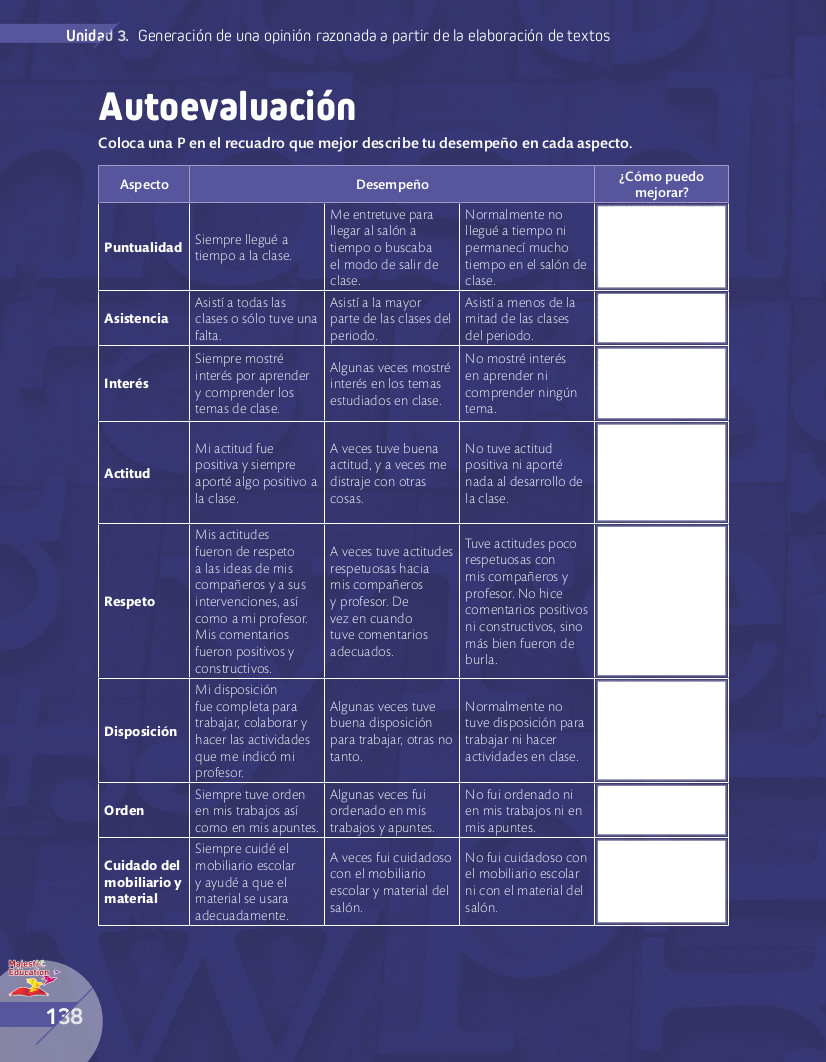 Unidad 3. Generación de una opinión razonada a partir de la elaboración de textos
Autoevaluación
Coloca una P en el recuadro que mejor describe tu desempeño en cada aspecto.
Aspecto
Desempeño
¿Cómo puedo
mejorar?
Puntualidad
Siempre llegué a
tiempo a la clase.
Me entretuve para
llegar al salón a
tiempo o buscaba
el modo de salir de
clase.
Normalmente no
llegué a tiempo ni
permanecí mucho
tiempo en el salón de
clase.
Asistencia
Asistí a todas las
clases o sólo tuve una
falta.
Asistí a la mayor
parte de las clases del
periodo.
Asistí a menos de la
mitad de las clases
del periodo.
Interés
Siempre mostré
interés por aprender
y comprender los
temas de clase.
Algunas veces mostré
interés en los temas
estudiados en clase.
No mostré interés
en aprender ni
comprender ningún
tema.
Actitud
Mi actitud fue
positiva y siempre
aporté algo positivo a
la clase.
A veces tuve buena
actitud, y a veces me
distraje con otras
cosas.
No tuve actitud
positiva ni aporté
nada al desarrollo de
la clase.
Respeto
Mis actitudes
fueron de respeto
a las ideas de mis
compañeros y a sus
intervenciones, así
como a mi profesor.
Mis comentarios
fueron positivos y
constructivos.
A veces tuve actitudes
respetuosas hacia
mis compañeros
y profesor. De
vez en cuando
tuve comentarios
adecuados.
Tuve actitudes poco
respetuosas con
mis compañeros y
profesor. No hice
comentarios positivos
ni constructivos, sino
más bien fueron de
burla.
Disposición
Mi disposición
fue completa para
trabajar, colaborar y
hacer las actividades
que me indicó mi
profesor.
Algunas veces tuve
buena disposición
para trabajar, otras no
tanto.
Normalmente no
tuve disposición para
trabajar ni hacer
actividades en clase.
Orden
Siempre tuve orden
en mis trabajos así
como en mis apuntes.
Algunas veces fui
ordenado en mis
trabajos y apuntes.
No fui ordenado ni
en mis trabajos ni en
mis apuntes.
Cuidado del
mobiliario y
material
Siempre cuidé el
mobiliario escolar
y ayudé a que el
material se usara
adecuadamente.
A veces fui cuidadoso
con el mobiliario
escolar y material del
salón.
No fui cuidadoso con
el mobiliario escolar
ni con el material del
salón.
Majestic
Education
138